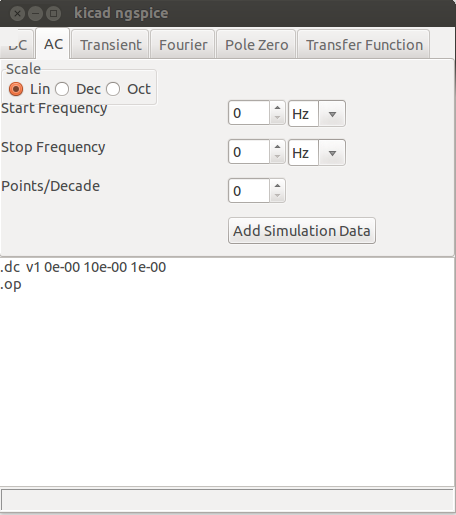 kicad ngspice
DC AC Transient Fourier Pole Zero Transfer Function
Scale
Lin Dec Oct
Start Frequency 0 Hz
Stop Frequency 0 Hz
Points/Decade 0
Add Simulation Data
.dc v1 0e-00 10e-00 1e-00
.op